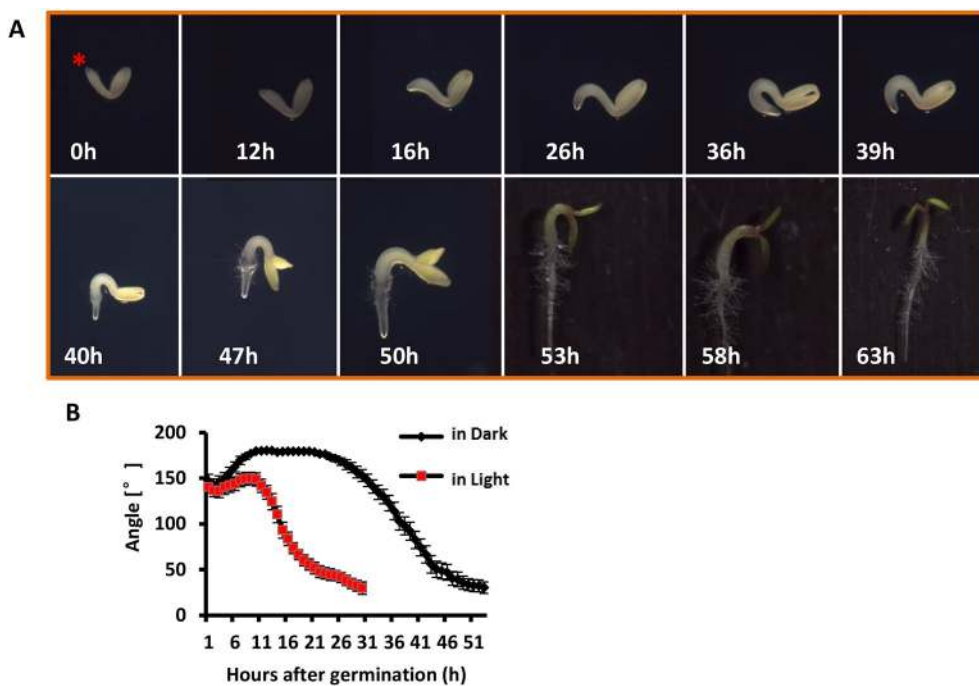 A
*
0h 12h 16h 26h 36h 39h
40h 47h 50h 53h 58h 63h
B
200
150
100
50
0
Angle [°]
in Dark
in Light
1 6 11 16 21 26 31 36 41 46 51
Hours after germination (h)